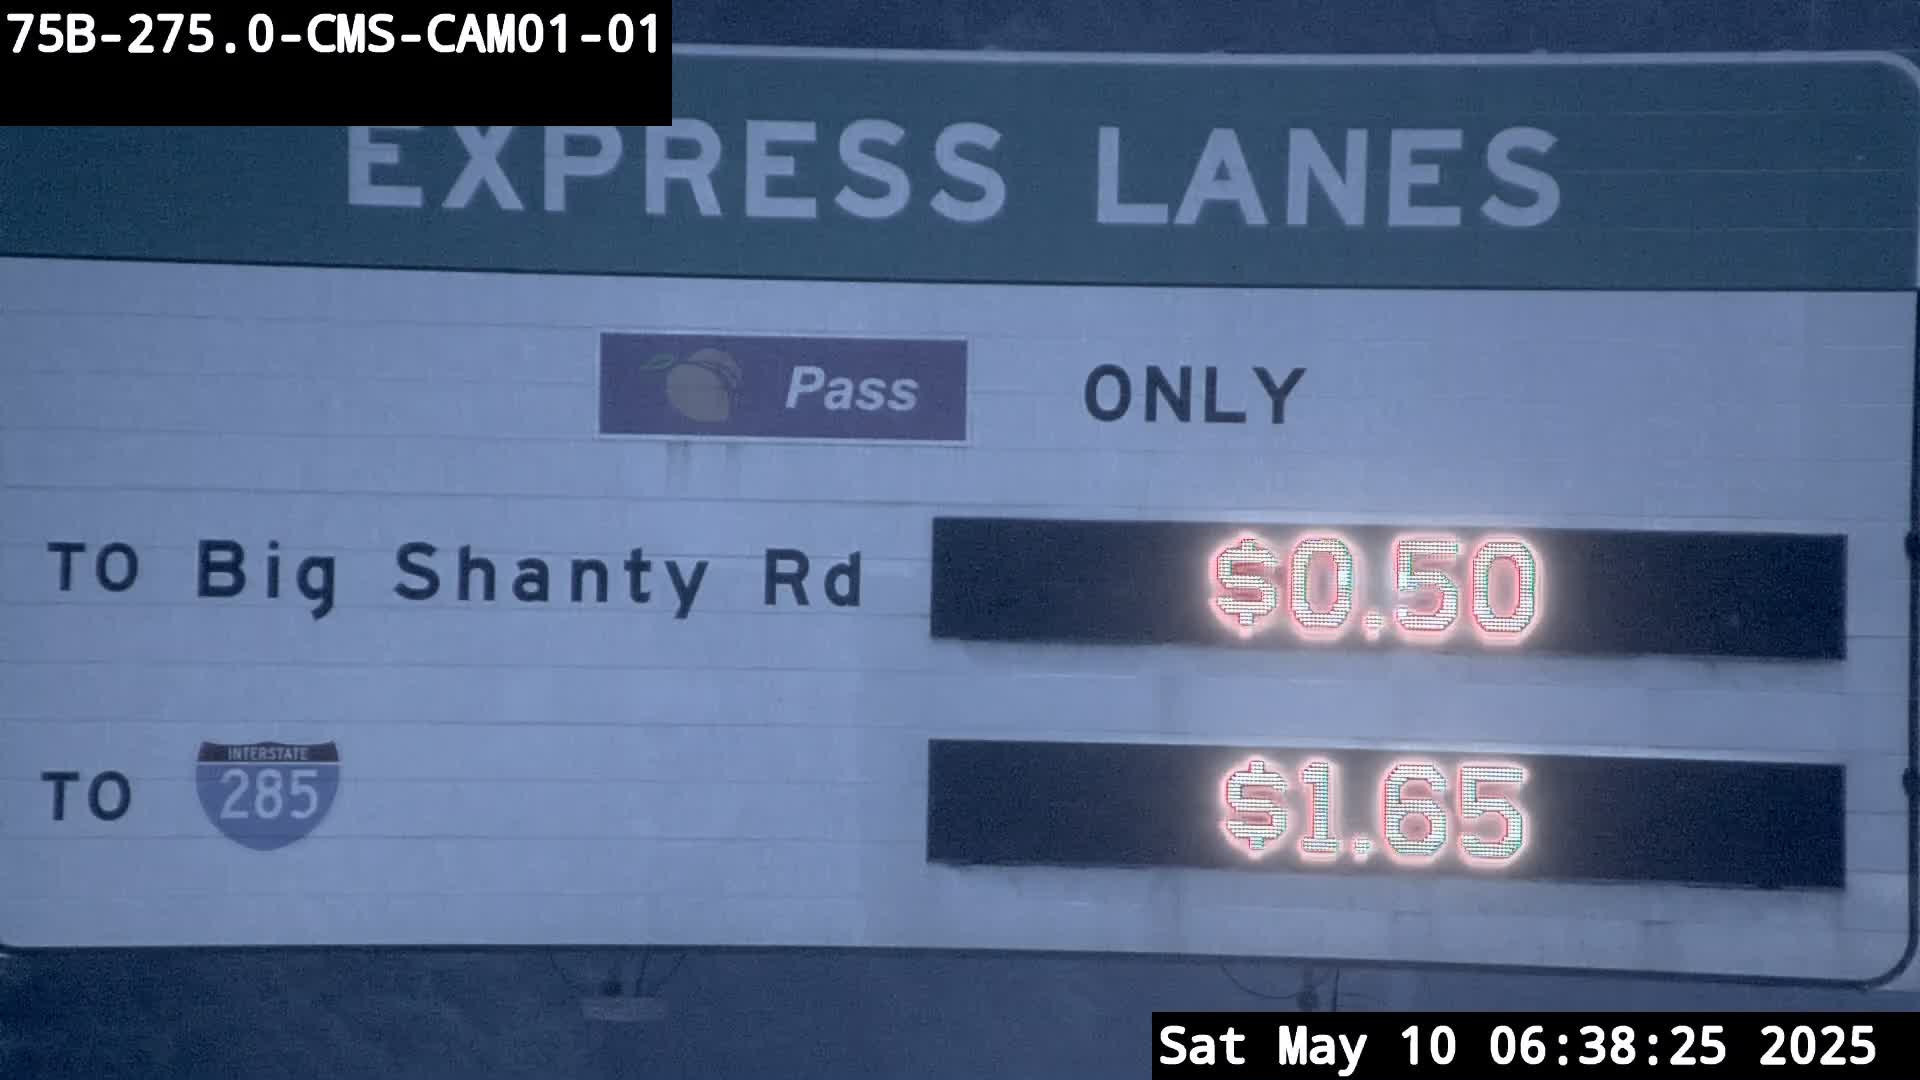 75B-275.0-CMS-CAM01-01
EXPRESS LANES
Pass ONLY
TO Big Shanty Rd $0.50
INTERSTATE
TO 285 $1.65
Sat May 10 06:38:25 2025